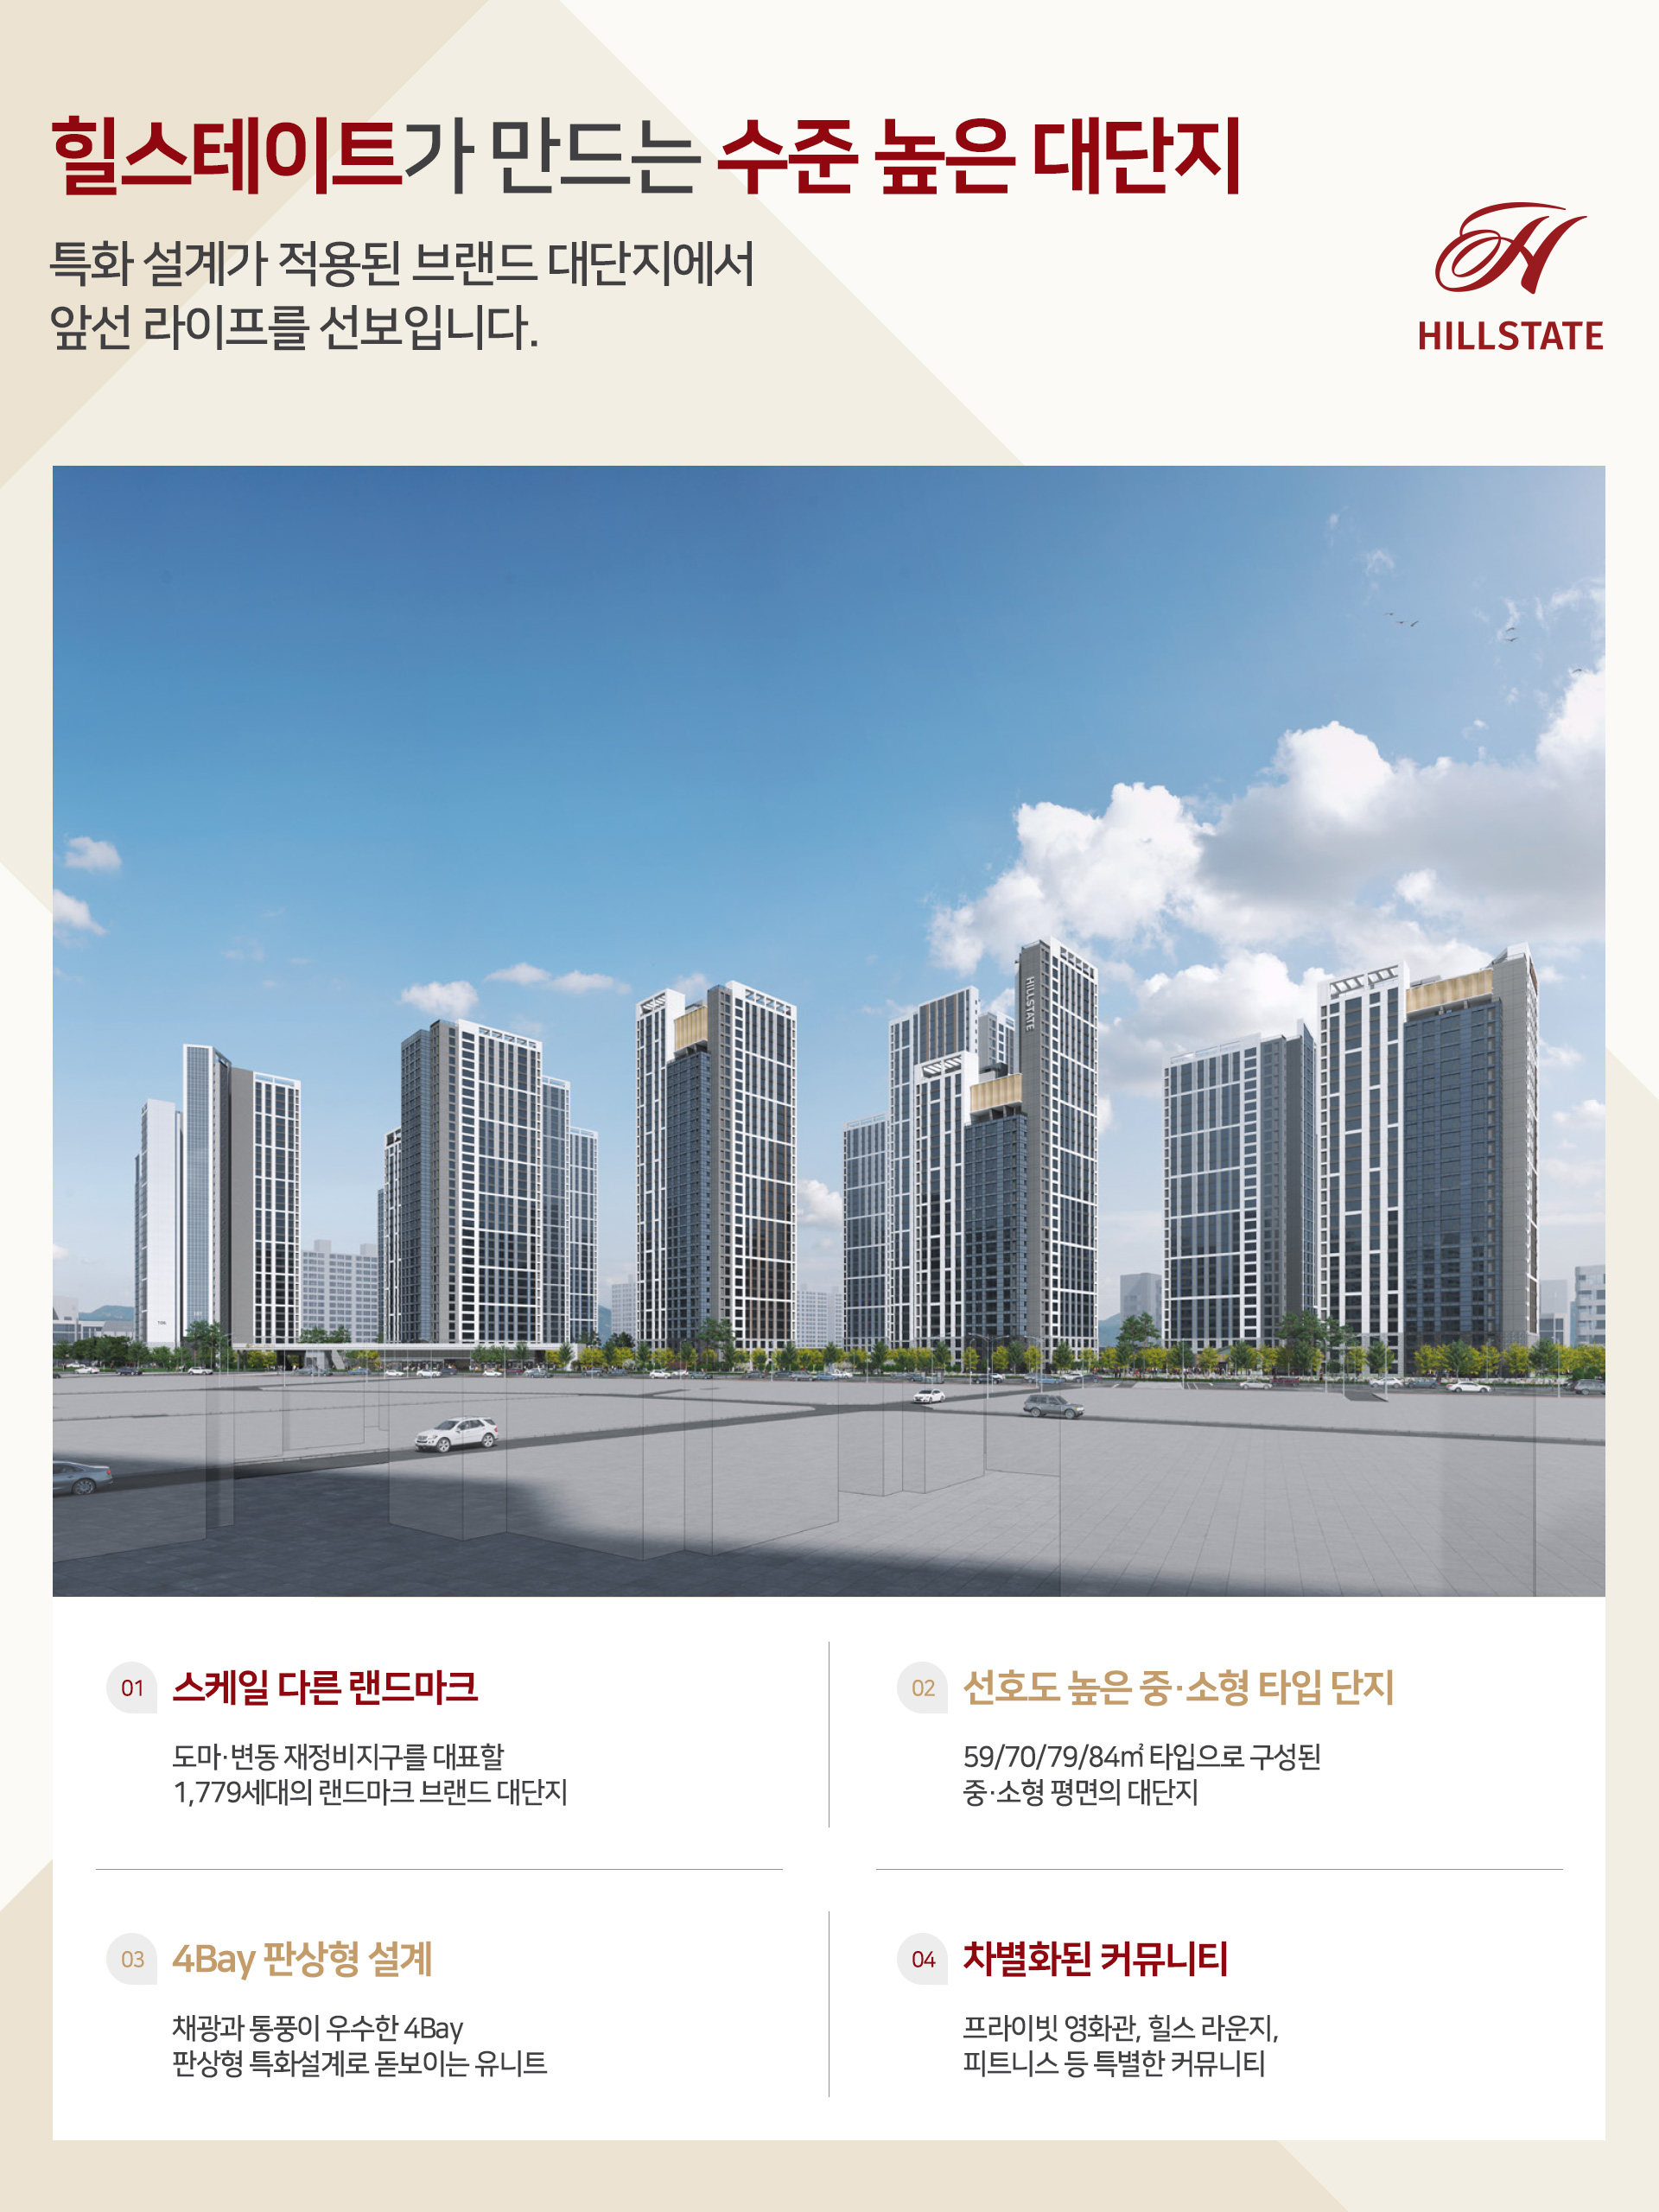 힐스테이트가 만드는 수준 높은 대단지
특화 설계가 적용된 브랜드 대단지에서
앞선 라이프를 선보입니다.
H
HILLSTATE
HILLSTATE
01 스케일 다른 랜드마크
도마·변동 재정비지구를 대표할
1,779세대의 랜드마크 브랜드 대단지
02 선호도 높은 중·소형 타입 단지
59/70/79/84㎡ 타입으로 구성된
중·소형 평면의 대단지
03 4Bay 판상형 설계
채광과 통풍이 우수한 4Bay
판상형 특화설계로 돋보이는 유니트
04 차별화된 커뮤니티
프라이빗 영화관, 힐스 라운지,
피트니스 등 특별한 커뮤니티